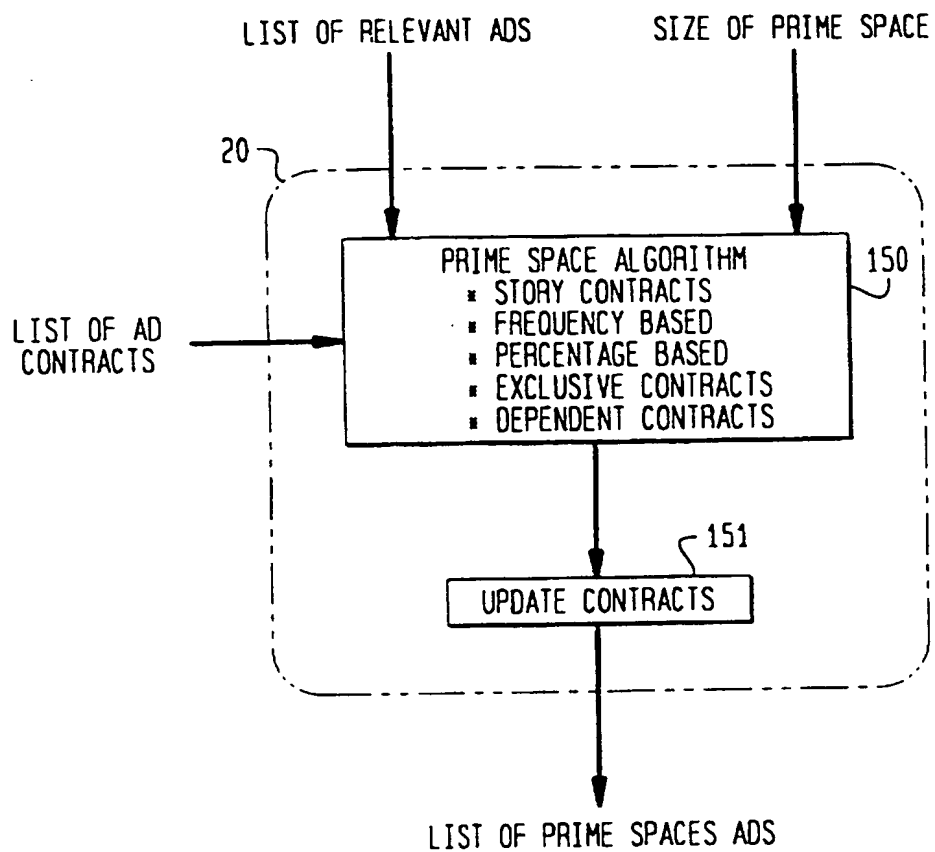 LIST OF RELEVANT ADS
SIZE OF PRIME SPACE
20
PRIME SPACE ALGORITHM
* STORY CONTRACTS
* FREQUENCY BASED
* PERCENTAGE BASED
* EXCLUSIVE CONTRACTS
* DEPENDENT CONTRACTS
150
LIST OF AD
CONTRACTS
151
UPDATE CONTRACTS
LIST OF PRIME SPACES ADS